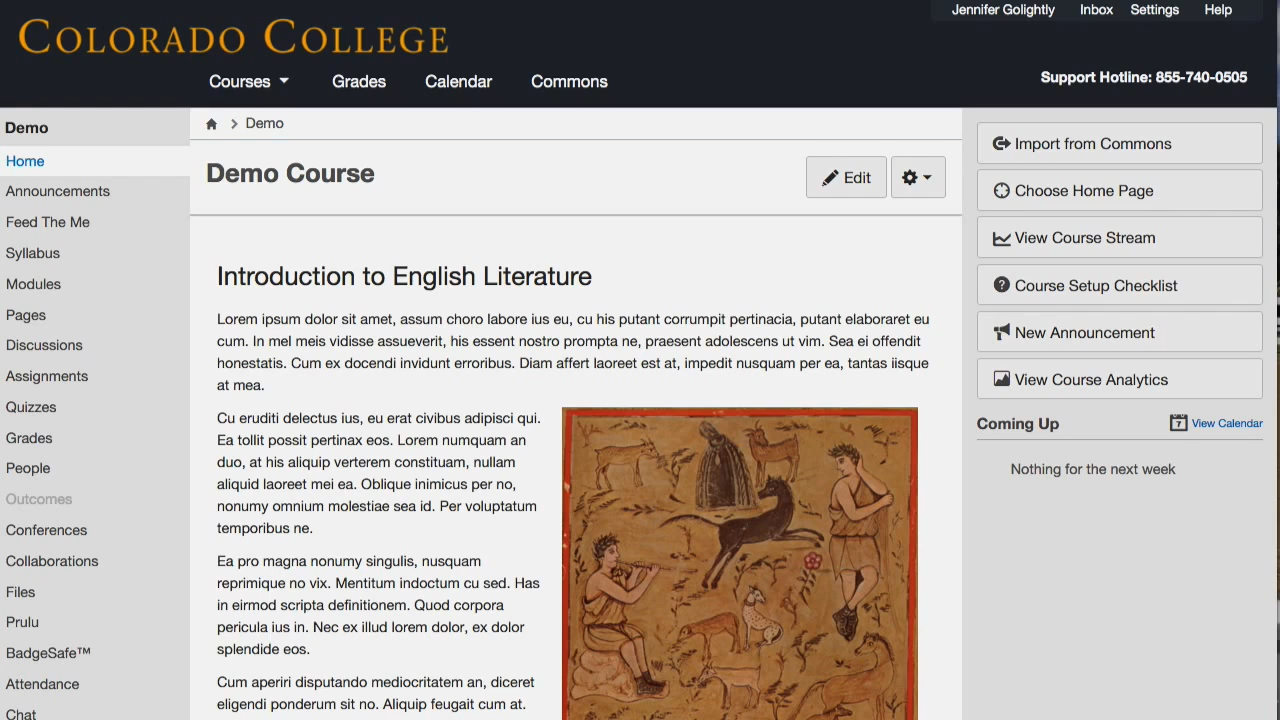 COLORADO COLLEGE
Jennifer Golightly Inbox Settings Help
Courses Grades Calendar Commons
Support Hotline: 855-740-0505
Demo
Home
Announcements
Feed The Me
Syllabus
Modules
Pages
Discussions
Assignments
Quizzes
Grades
People
Outcomes
Conferences
Collaborations
Files
Prulu
BadgeSafe™
Attendance
Chat
Demo
Demo Course
Edit
Introduction to English Literature
Lorem ipsum dolor sit amet, assum choro labore ius eu, cu his putant corrumpit pertinacia, putant elaboraret eu
cum. In mel meis vidisse assueverit, his essent nostro prompta ne, praesent adolescens ut vim. Sea ei offendit
honestatis. Cum ex docendi invidunt erroribus. Diam affert laoreet est at, impedit nusquam per ea, tantas iisque
at mea.
Cu eruditi delectus ius, eu erat civibus adipisci qui.
Ea tollit possit pertinax eos. Lorem numquam an
duo, at his aliquip verterem constituam, nullam
aliquid laoreet mei ea. Oblique inimicus per no,
nonumy omnium molestiae sea id. Per voluptatum
temporibus ne.
Ea pro magna nonumy singulis, nusquam
reprimique no vix. Mentitum indoctum cu sed. Has
in eirmod scripta definitionem. Quod corpora
pericula ius in. Nec ex illud lorem dolor, ex dolor
splendide eos.
Cum aperiri disputando mediocritatem an, diceret
eligendi ponderum sit no. Aliquip feugait cum at.
Import from Commons
Choose Home Page
View Course Stream
Course Setup Checklist
New Announcement
View Course Analytics
Coming Up
7 View Calendar
Nothing for the next week